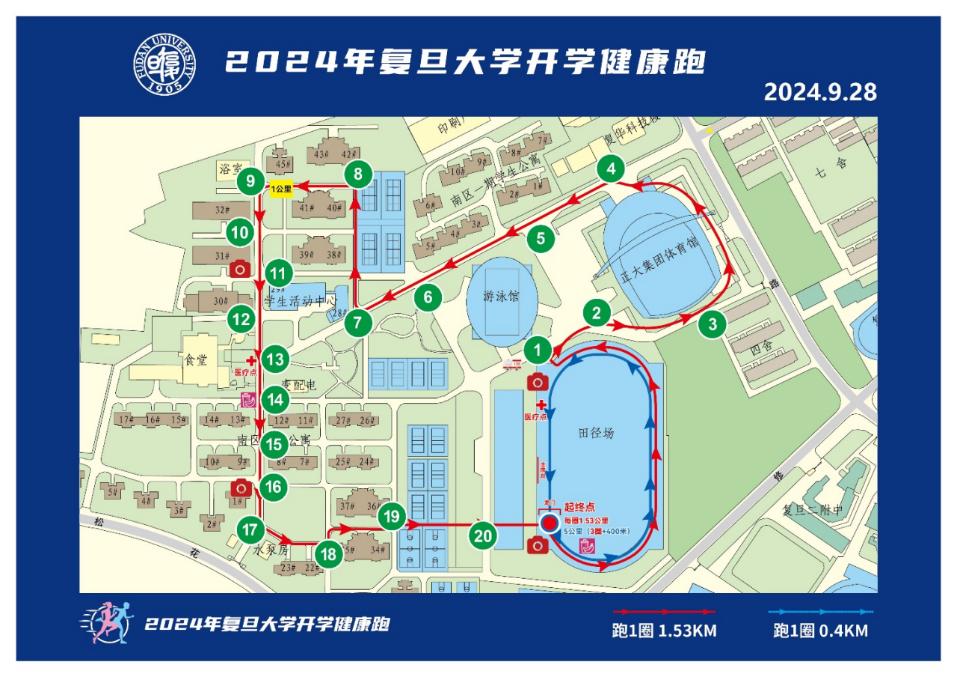 FUDAN UNIVERSITY
1905
2024年复旦大学开学健康跑
2024.9.28
印刷厂
复华科技楼
七舍
43# 42#
45#
浴室
8# 7#
10# 9#
南区一期学生公寓
2# 1#
6#
5# 4# 3#
4
8
9
1公里
41# 40#
32#
10
5
正大集团体育馆
31#
39# 38#
11
29#
学生活动中心
28#
30#
12
6
7
游泳馆
路
2
3
四舍
食堂
13
医疗点
变配电
14
1
医疗点
17# 16# 15#
14# 13#
12# 11#
27# 26#
田径场
南区
公寓
15
10# 9#
8# 7#
25# 24#
16
5#
4#
3#
2#
1#
37# 36#
19
20
起终点
每圈1.53公里
5公里（3圈+400米）
复旦二附中
松
花
17
水泵房
18
35# 34#
23# 22#
2024年复旦大学开学健康跑
跑1圈 1.53KM
跑1圈 0.4KM